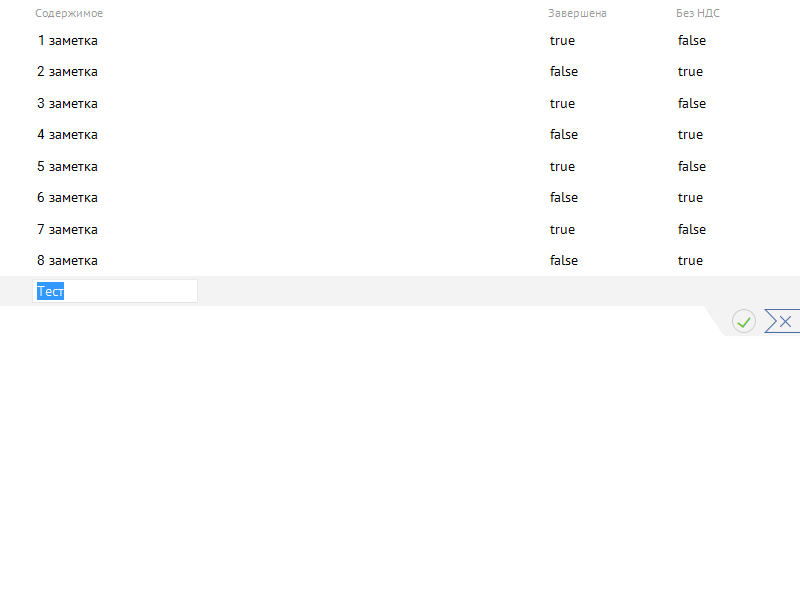 Содержимое Завершена Без НДС
1 заметка true false
2 заметка false true
3 заметка true false
4 заметка false true
5 заметка true false
6 заметка false true
7 заметка true false
8 заметка false true
Тест